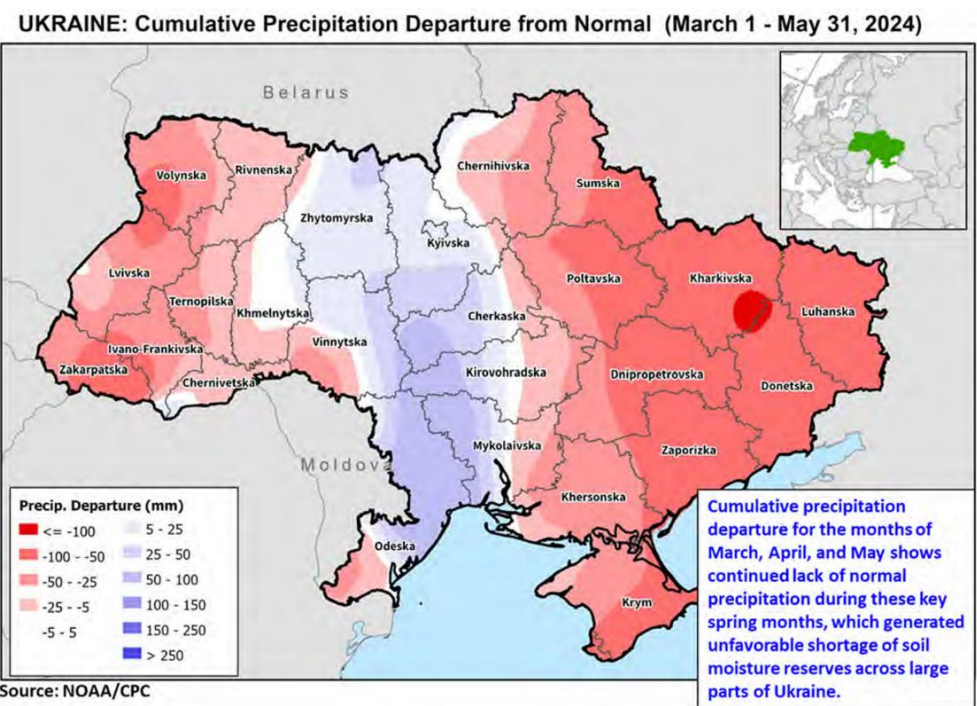 UKRAINE: Cumulative Precipitation Departure from Normal (March 1 - May 31, 2024)
Belarus
Volynska
Rivnenska
Chernihivska
Sumska
Zhytomyrska
Kyivska
Lvivska
Ternopilska
Khmelnytska
Poltavska
Kharkivska
Luhanska
Cherkaska
Vinnytska
Ivano-Frankivska
Zakarpatska
Chernivetska
Kirovohradska
Dnipropetrovska
Donetska
Mykolaivska
Zaporizka
Moldova
Khersonska
Odeska
Krym
Precip. Departure (mm)
<= -100
-100 - -50
-50 - -25
-25 - -5
-5 - 5
5 - 25
25 - 50
50 - 100
100 - 150
150 - 250
> 250
Cumulative precipitation
departure for the months of
March, April, and May shows
continued lack of normal
precipitation during these key
spring months, which generated
unfavorable shortage of soil
moisture reserves across large
parts of Ukraine.
Source: NOAA/CPC